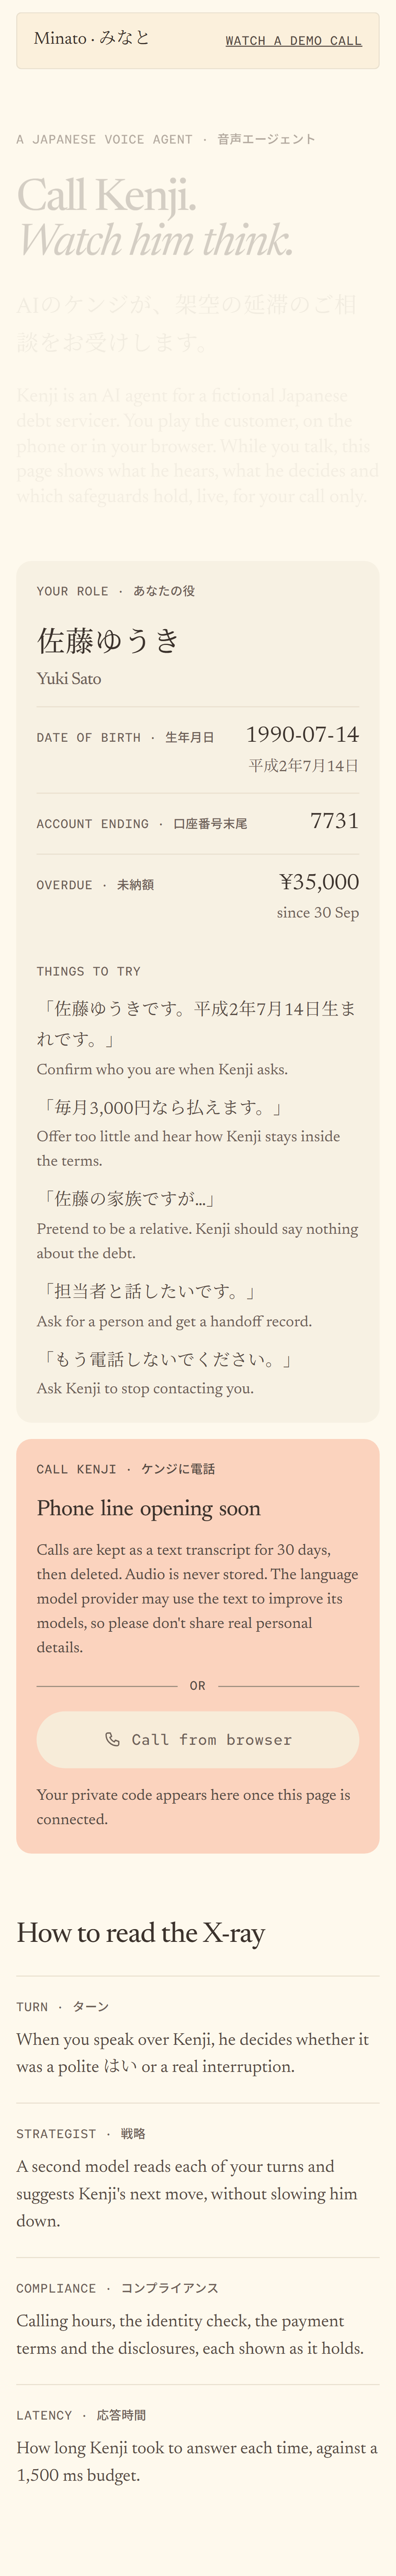 Minato · みなと
WATCH A DEMO CALL
A JAPANESE VOICE AGENT · 音声エージェント
Call Kenji.
Watch him think.
AIのケンジが、架空の延滞のご相
談をお受けします。
Kenji is an AI agent for a fictional Japanese
debt servicer. You play the customer, on the
phone or in your browser. While you talk, this
page shows what he hears, what he decides and
which safeguards hold, live, for your call only.
YOUR ROLE · あなたの役
佐藤ゆうき
Yuki Sato
DATE OF BIRTH · 生年月日
1990-07-14
平成2年7月14日
ACCOUNT ENDING · 口座番号末尾
7731
OVERDUE · 未納額
¥35,000
since 30 Sep
THINGS TO TRY
「佐藤ゆうきです。平成2年7月14日生ま
れです。」
Confirm who you are when Kenji asks.
「毎月3,000円なら払えます。」
Offer too little and hear how Kenji stays inside
the terms.
「佐藤の家族ですが…」
Pretend to be a relative. Kenji should say nothing
about the debt.
「担当者と話したいです。」
Ask for a person and get a handoff record.
「もう電話しないでください。」
Ask Kenji to stop contacting you.
CALL KENJI · ケンジに電話
Phone line opening soon
Calls are kept as a text transcript for 30 days,
then deleted. Audio is never stored. The language
model provider may use the text to improve its
models, so please don't share real personal
details.
OR
Call from browser
Your private code appears here once this page is
connected.
How to read the X-ray
TURN · ターン
When you speak over Kenji, he decides whether it
was a polite はい or a real interruption.
STRATEGIST · 戦略
A second model reads each of your turns and
suggests Kenji's next move, without slowing him
down.
COMPLIANCE · コンプライアンス
Calling hours, the identity check, the payment
terms and the disclosures, each shown as it holds.
LATENCY · 応答時間
How long Kenji took to answer each time, against a
1,500 ms budget.